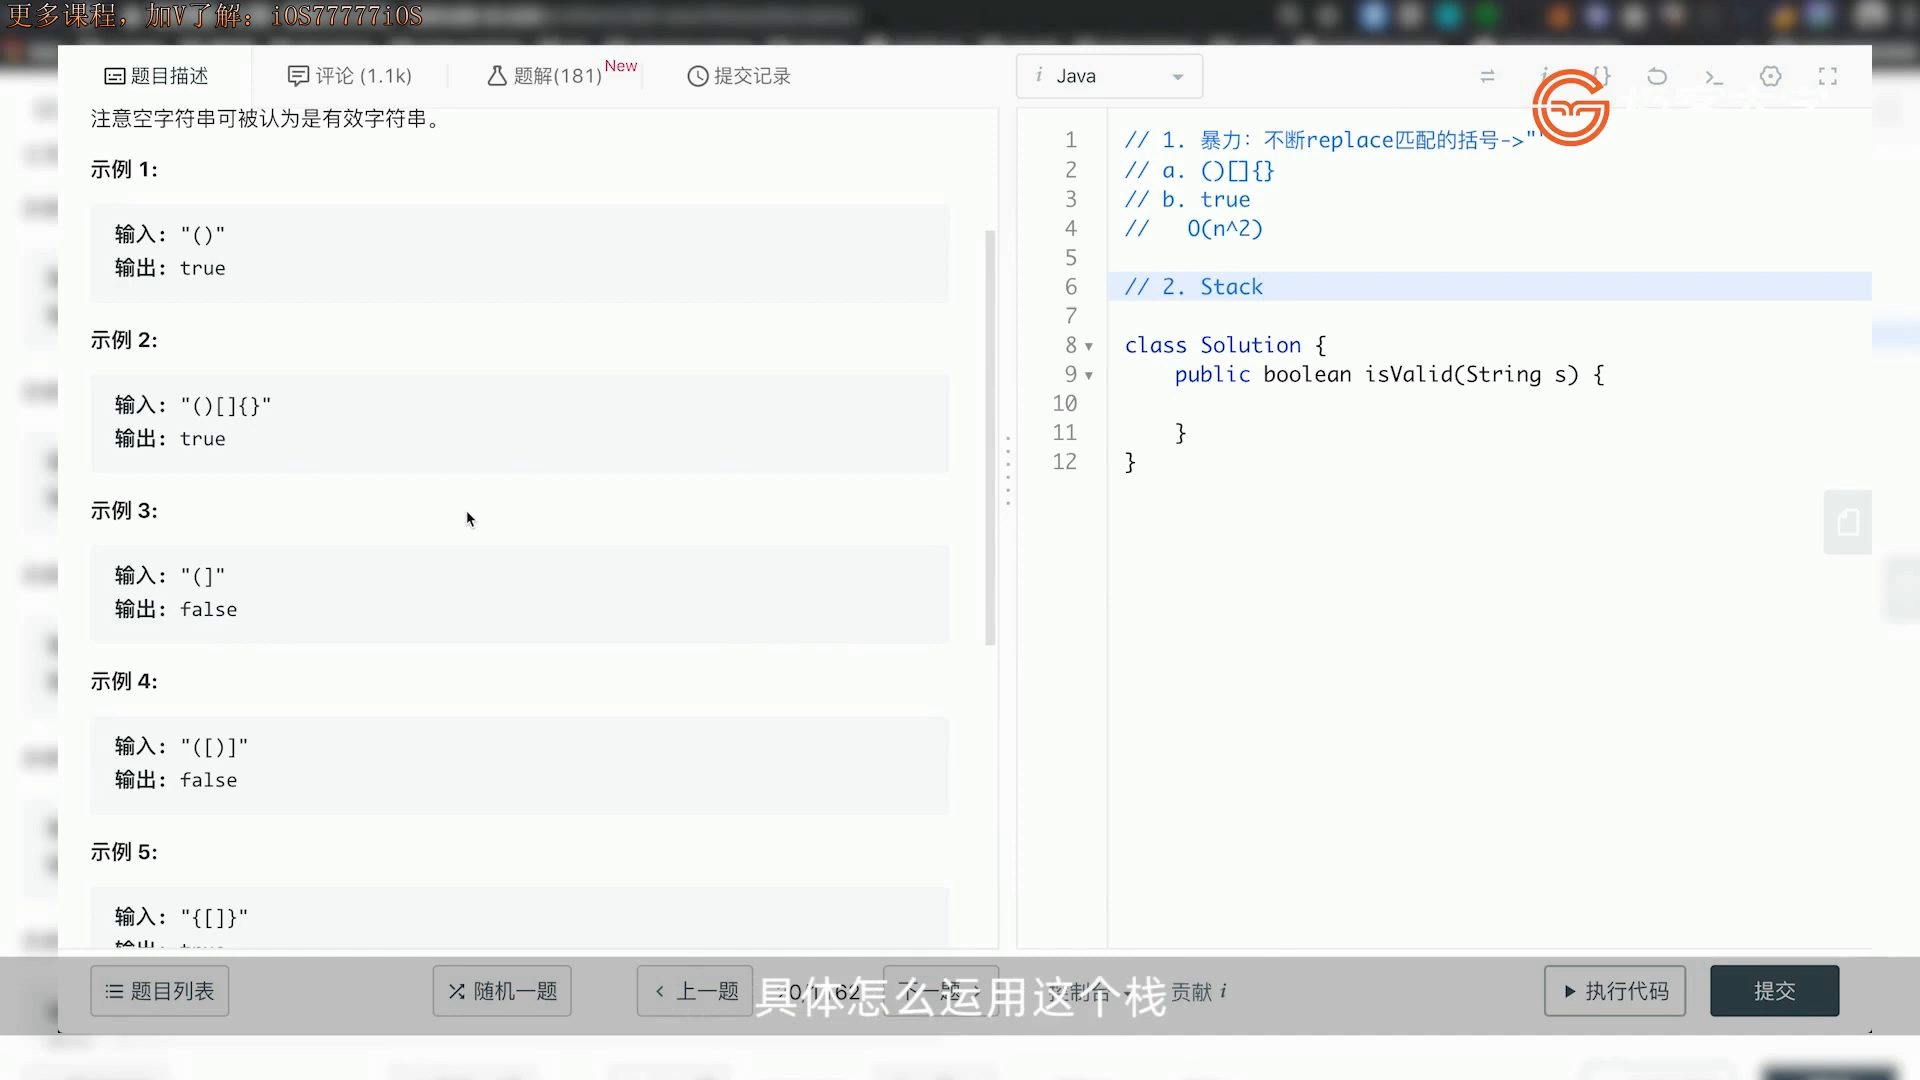 更多课程，加V了解：iOS77777iOS
题目描述
评论 (1.1k)
题解(181)
New
提交记录
i Java
注意空字符串可被认为是有效字符串。
示例 1:
输入: "()"
输出: true
示例 2:
输入: "()[]{}"
输出: true
示例 3:
输入: "(]"
输出: false
示例 4:
输入: "([)]"
输出: false
示例 5:
输入: "{[]}"
1 // 1. 暴力：不断replace匹配的括号->"
2 // a. ()[]{}
3 // b. true
4 //   O(n^2)
5
6 // 2. Stack
7
8 class Solution {
9     public boolean isValid(String s) {
10
11     }
12 }
题目列表
随机一题
上一题
下一题
贡献 i
执行代码
提交
具体怎么运用这个栈